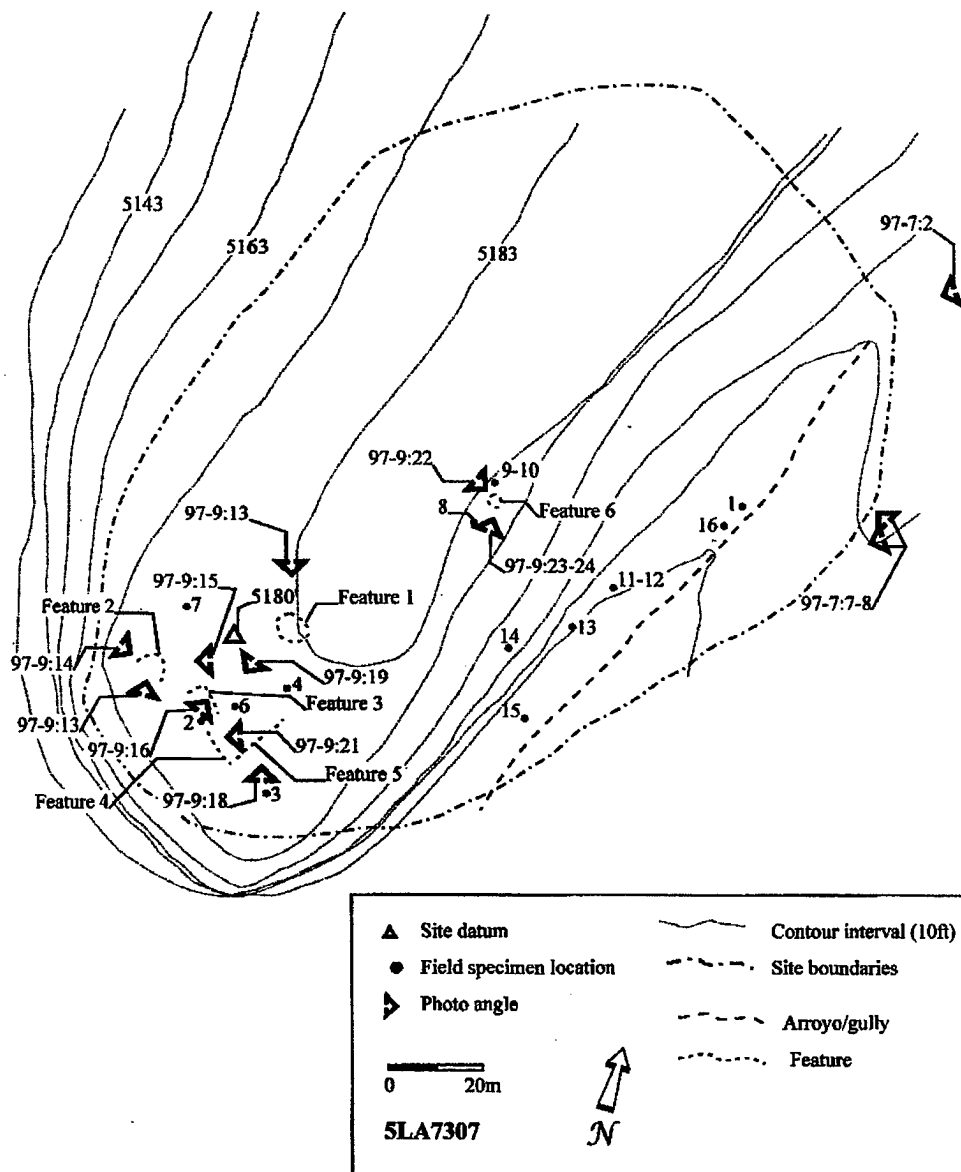 5143
5163
5183
97-7:2
97-9:22
9-10
8
Feature 6
97-9:13
1
16
97-9:23-24
97-9:15
11-12
5180
Feature 1
97-7:7-8
Feature 2
7
13
14
97-9:14
97-9:19
4
Feature 3
6
97-9:13
2
15
97-9:16
97-9:21
Feature 5
Feature 4
97-9:18
3
Site datum
Contour interval (10ft)
Field specimen location
Site boundaries
Photo angle
Arroyo/gully
Feature
0 20m
5LA7307
N